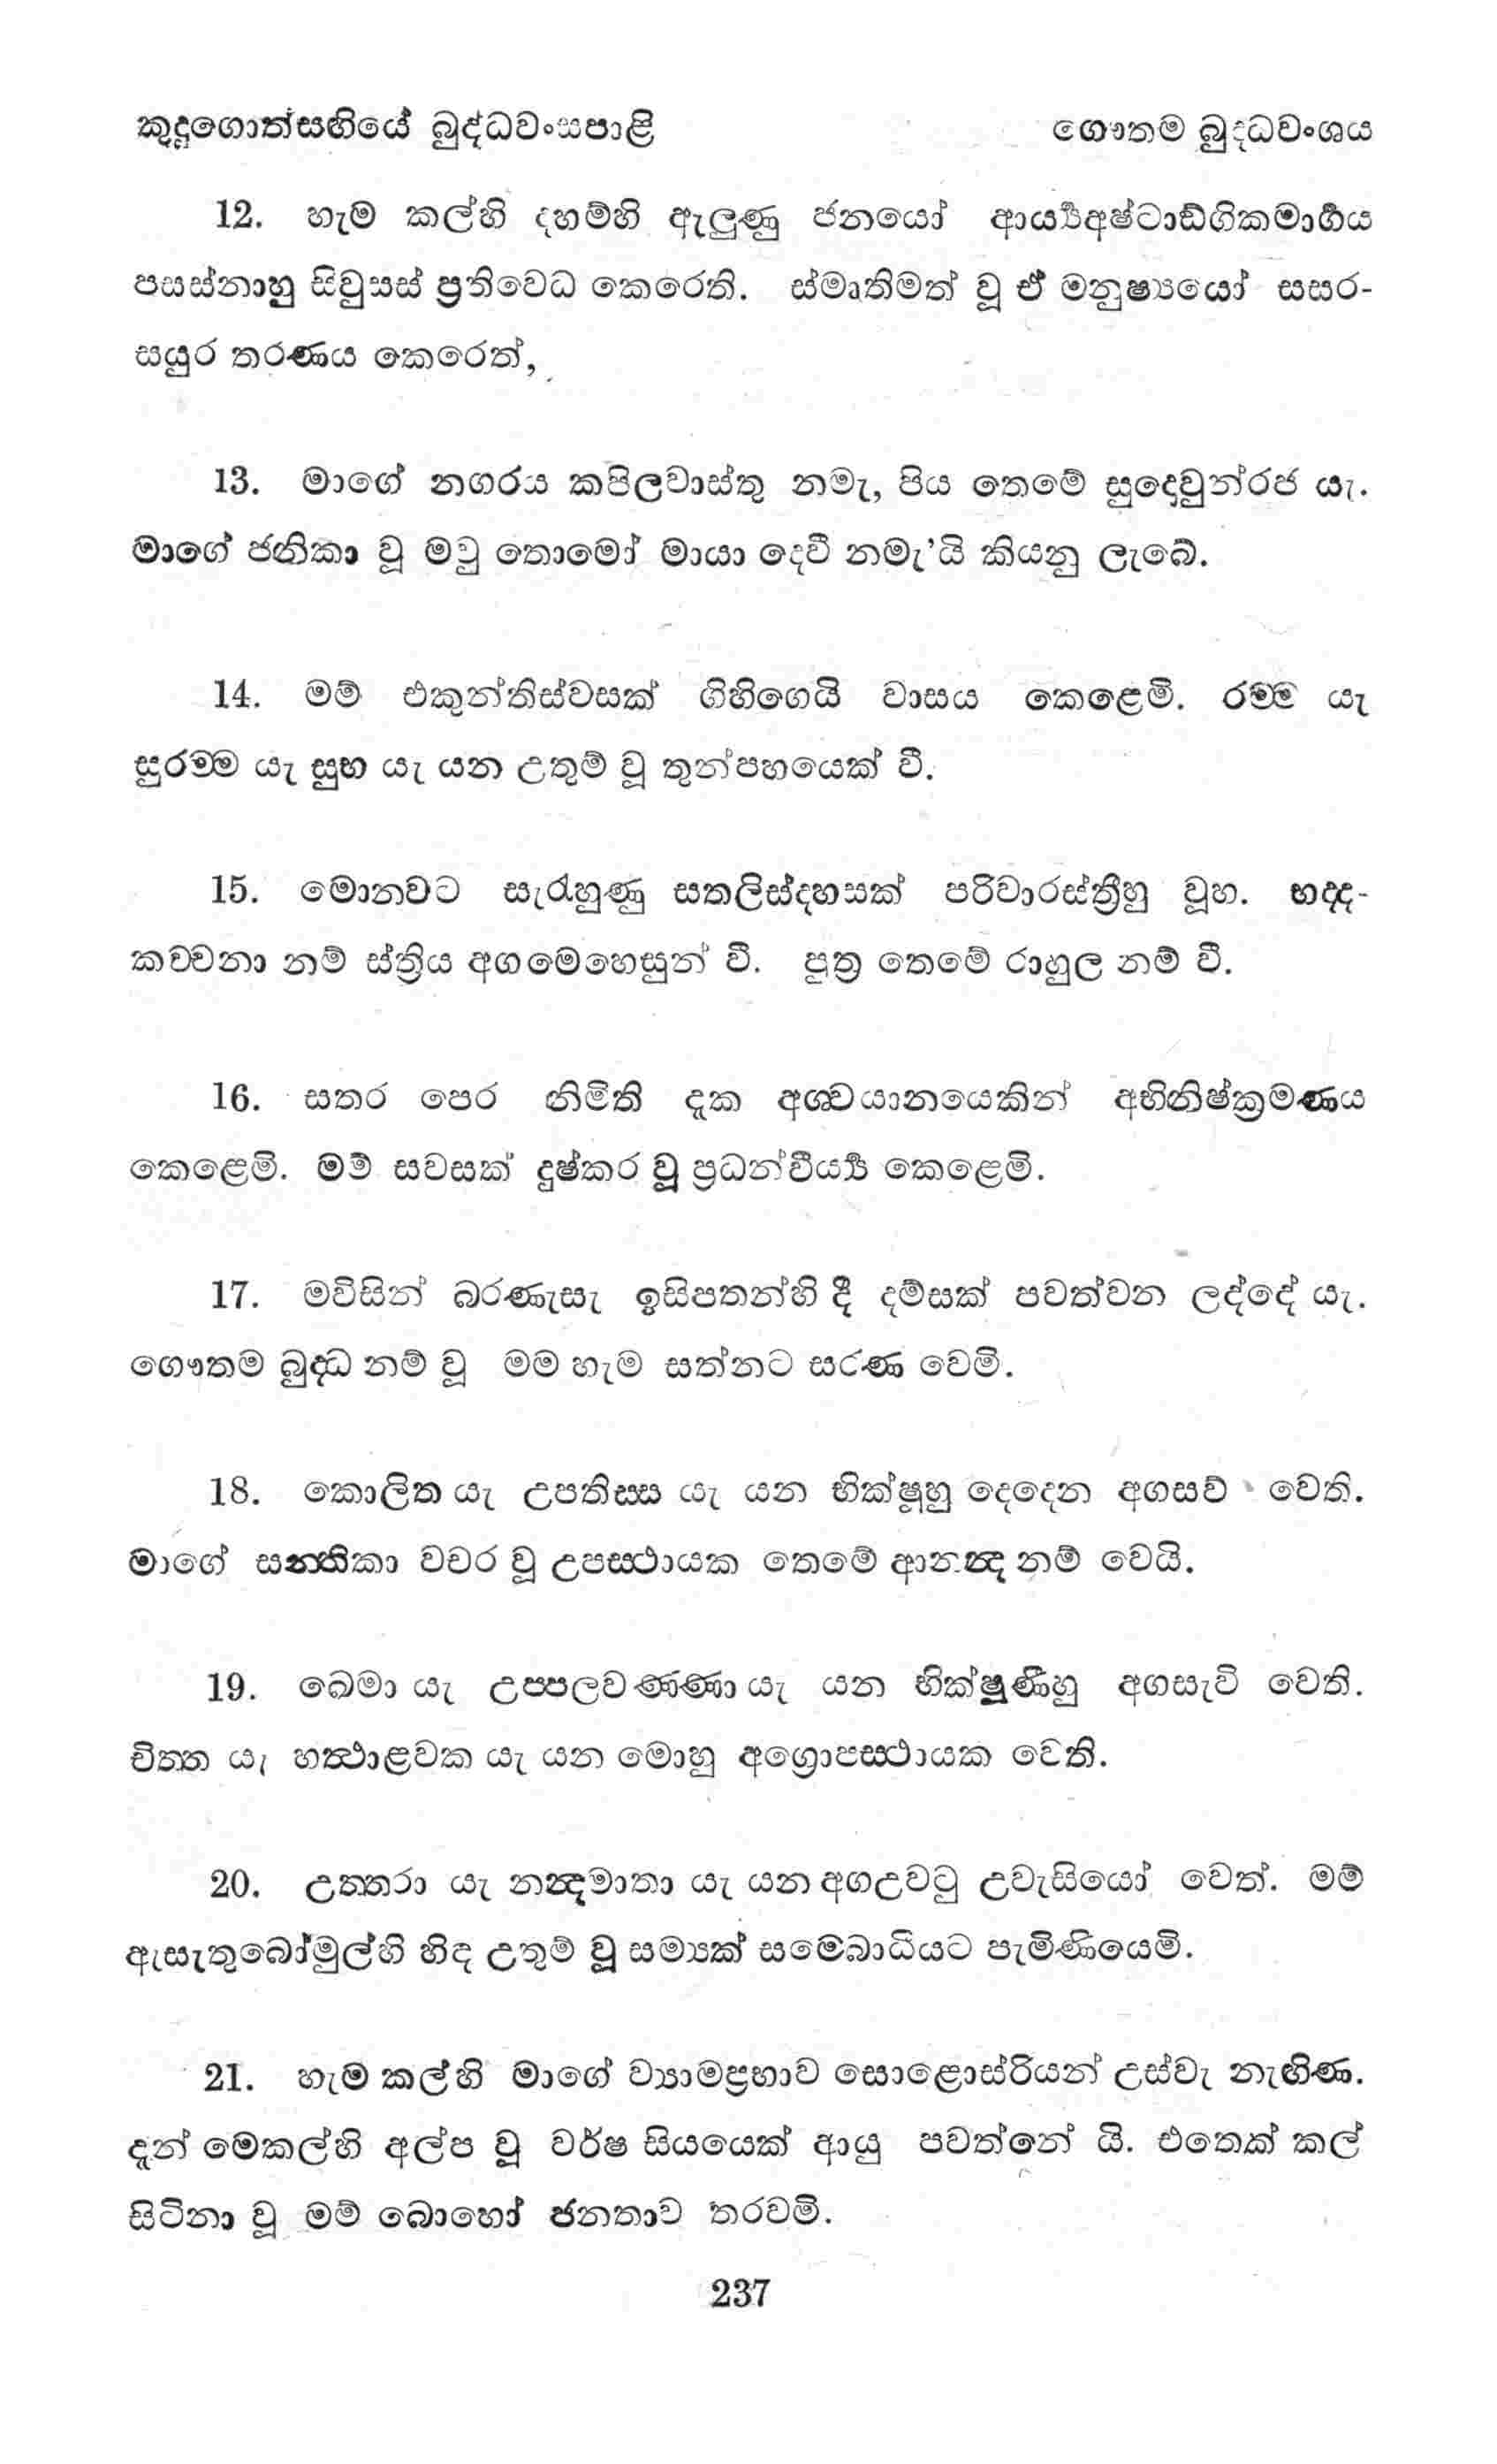 කුදුගොත්සඟියේ බුද්ධවංසපාළි
ගෞතම බුද්ධවංශය
12. හැම කල්හි දහම්හි ඇලුණු ජනයෝ ආර්‍ය්‍යඅෂ්ටාඩ්ගිකමාර්ගය
පසස්නාහු සිවුසස් ප්‍රතිවෙධ කෙරෙති. ස්මෘතිමත් වූ ඒ මනුෂ්‍යයෝ සසර-
සයුර තරණය කෙරෙත්,
13. මාගේ නගරය කපිලවාස්තු නමැ, පිය තෙමේ සුදොවුන්රජ යැ.
මාගේ ජනිකා වූ මවු තොමෝ මායා දෙවී නමැ’යි කියනු ලැබේ.
14. මම් එකුන්තිස්වසක් ගිහිගෙයි වාසය කෙළෙමි. රම්‍ම යැ
සුරම්‍ම යැ සුභ යැ යන උතුම් වූ තුන්පහයෙක් වී.
15. මොනවට සැරැහුණු සතලිස්දහසක් පරිවාරස්ත්‍රීහු වූහ. භද්‍ද-
කච්චනා නම් ස්ත්‍රිය අගමෙහෙසුන් වී. පුත්‍ර තෙමේ රාහුල නම් වී.
16. සතර පෙර නිමිති දැක අශ්‍වයානයෙකින් අභිනිෂ්ක්‍රමණය
කෙළෙමි. මම් සවසක් දුෂ්කර වූ ප්‍රධන්වීර්‍ය්‍ය කෙළෙමි.
17. මවිසින් බරණැසැ ඉසිපතන්හි දී දම්සක් පවත්වන ලද්දේ යැ.
ගෞතම බුද්‍ධ නම් වූ මම හැම සත්නට සරණ වෙමි.
18. කොලිත යැ උපතිස්‍ස යැ යන භික්ෂූහු දෙදෙන අගසව් වෙති.
මාගේ සන්‍තිකා වචර වූ උපස්‍ථායක තෙමේ ආනන්‍ද නම් වෙයි.
19. ඛෙමා යැ උප්‍පලවණ්‍ණා යැ යන භික්ෂුණීහු අගසැවි වෙති.
චිත්‍ත යැ හත්‍ථාළවක යැ යන මොහු අග්‍රොපස්‍ථායක වෙති.
20. උත්‍තරා යැ නන්‍දමාතා යැ යන අගඋවටු උවැසියෝ වෙත්. මම්
ඇසැතුබෝමුල්හි හිඳ උතුම් වූ සම්‍යක් සම්‍බොධියට පැමිණියෙමි.
21. හැම කල්හි මාගේ ව්‍යාමප්‍රභාව සොළොස්රියන් උස්වැ නැඟිණ.
දැන් මෙකල්හි අල්ප වූ වර්ෂ සියයෙක් ආයු පවත්නේ යි. එතෙක් කල්
සිටිනා වූ මම් බොහෝ ජනතාව තරවමි.
237